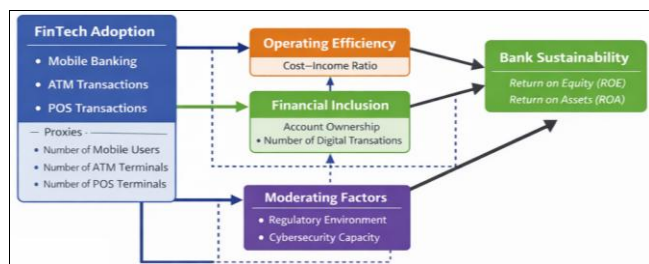 FinTech Adoption
• Mobile Banking
• ATM Transactions
• POS Transactions
Proxies
• Number of Mobile Users
• Number of ATM Terminals
• Number of POS Terminals
Operating Efficiency
Cost–Income Ratio
Financial Inclusion
Account Ownership
• Number of Digital Transations
Moderating Factors
• Regulatory Environment
• Cybersecurity Capacity
Bank Sustainability
Return on Equity (ROE)
Return on Assets (ROA)